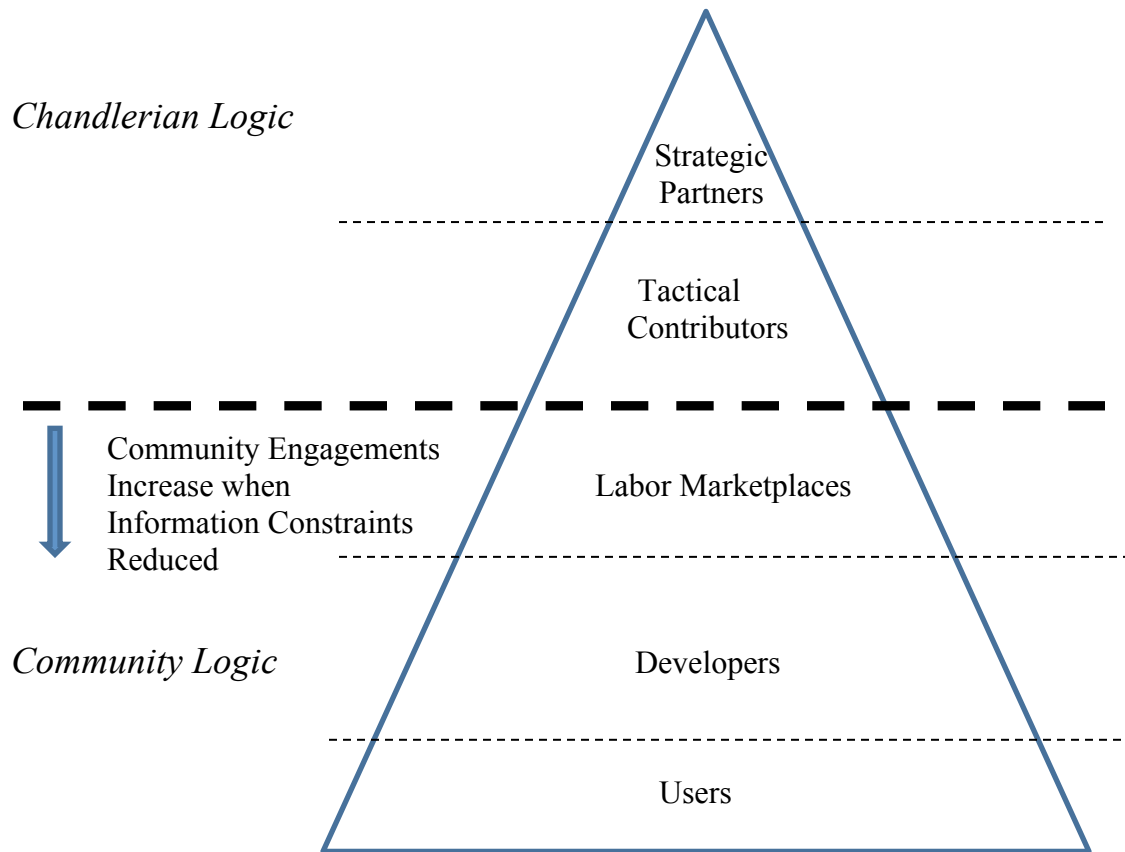 Chandlerian Logic
Strategic
Partners
Tactical
Contributors
Community Engagements
Increase when
Information Constraints
Reduced
Labor Marketplaces
Community Logic
Developers
Users